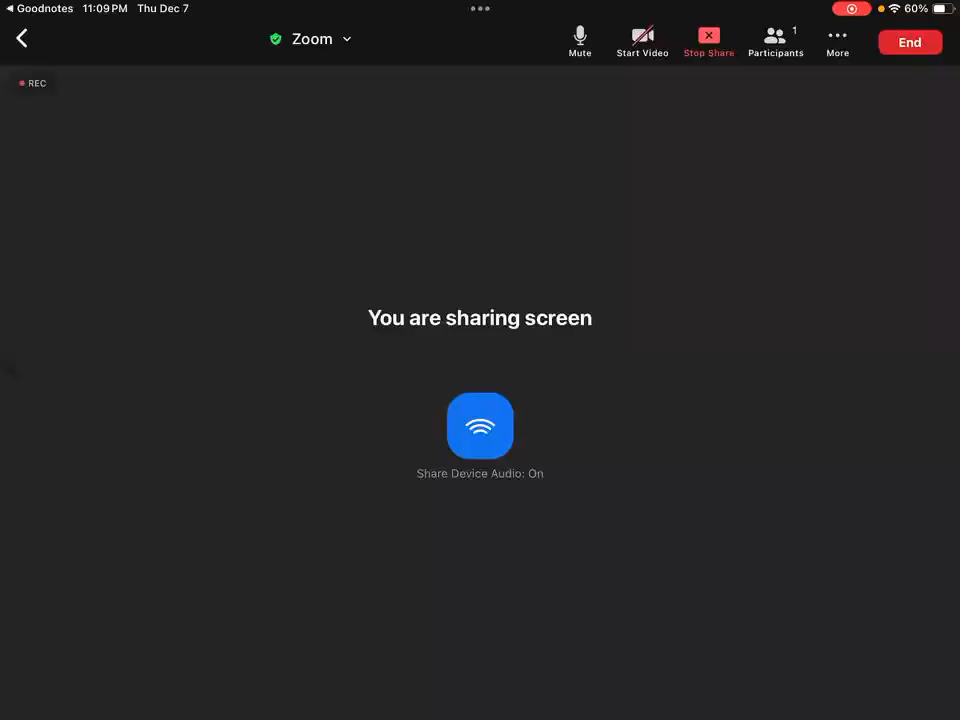 Goodnotes 11:09 PM Thu Dec 7 60%
Zoom
Mute Start Video Stop Share Participants 1 More End
REC
You are sharing screen
Share Device Audio: On